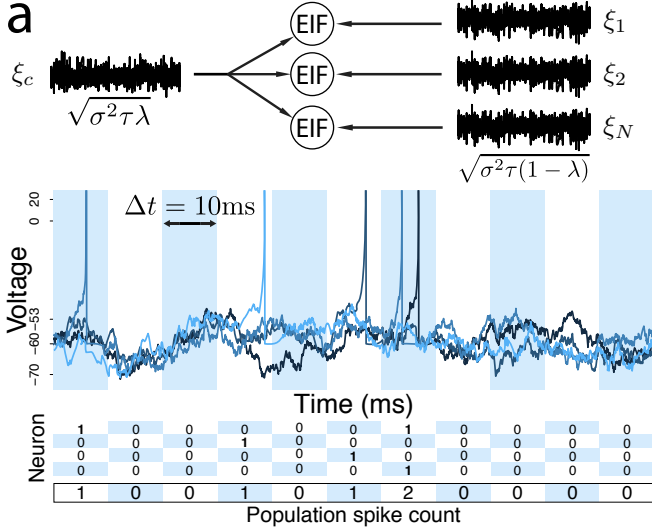 a
EIF
ξ1
ξc
EIF
ξ2
√σ²τλ
EIF
ξN
√σ²τ(1 − λ)
20
0
Δt = 10ms
Voltage
−53
−60
−70
Time (ms)
Neuron
1 0 0 0 0 0 1 0 0 0 0
0 0 0 1 0 0 0 0 0 0 0
0 0 0 0 0 1 0 0 0 0 0
0 0 0 0 0 0 1 0 0 0 0
1 0 0 1 0 1 2 0 0 0 0
Population spike count